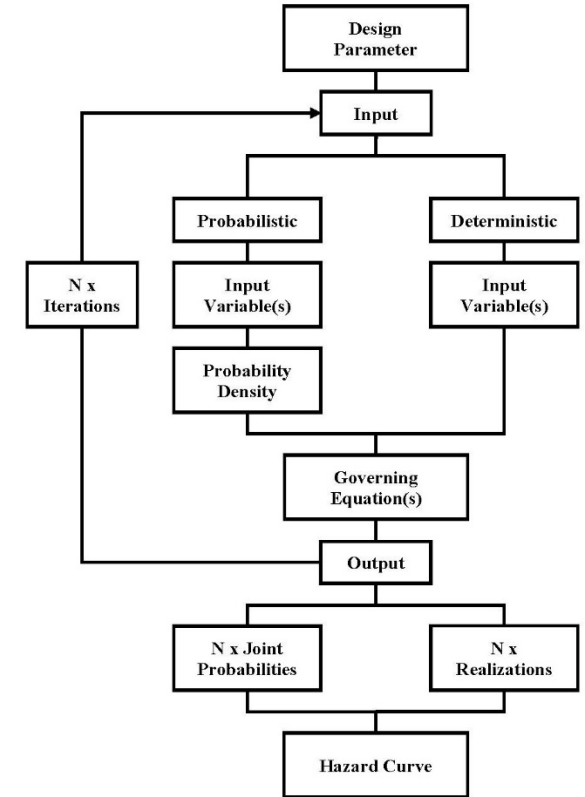 Design
Parameter
Input
Probabilistic
Deterministic
N x
Iterations
Input
Variable(s)
Input
Variable(s)
Probability
Density
Governing
Equation(s)
Output
N x Joint
Probabilities
N x
Realizations
Hazard Curve